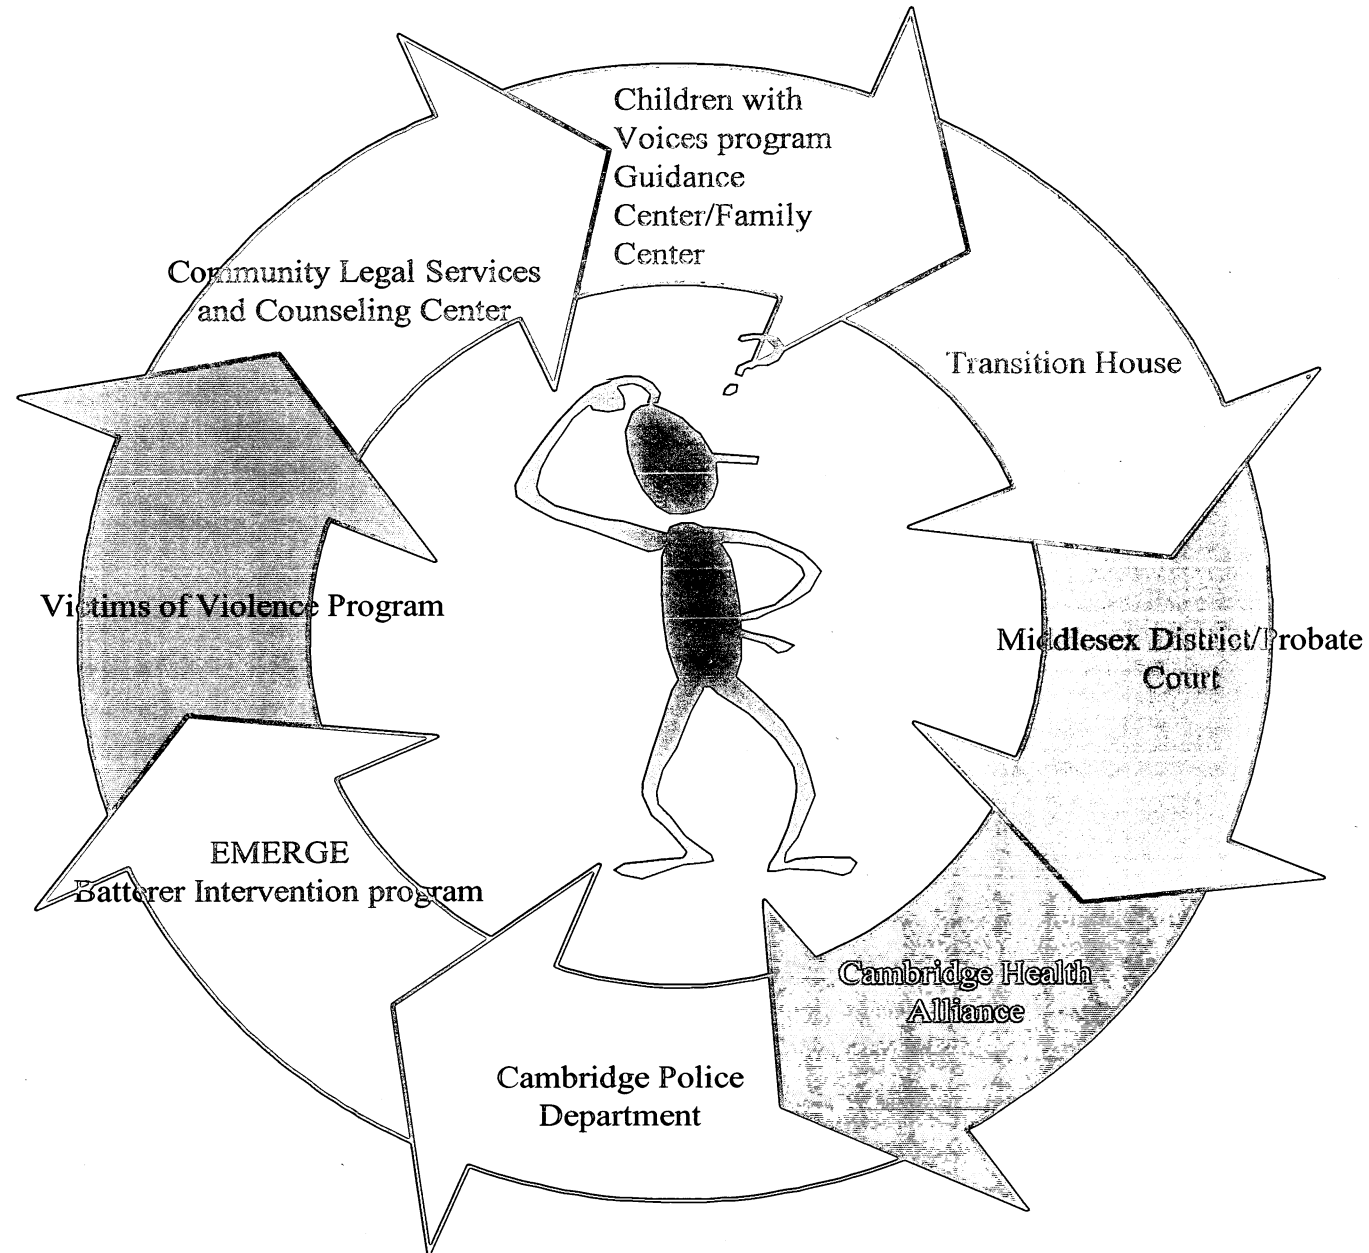 Children with
Voices program
Guidance
Center/Family
Center
Community Legal Services
and Counseling Center
Transition House
Victims of Violence Program
Middlesex District/Probate
Court
EMERGE
Batterer Intervention program
Cambridge Health
Alliance
Cambridge Police
Department